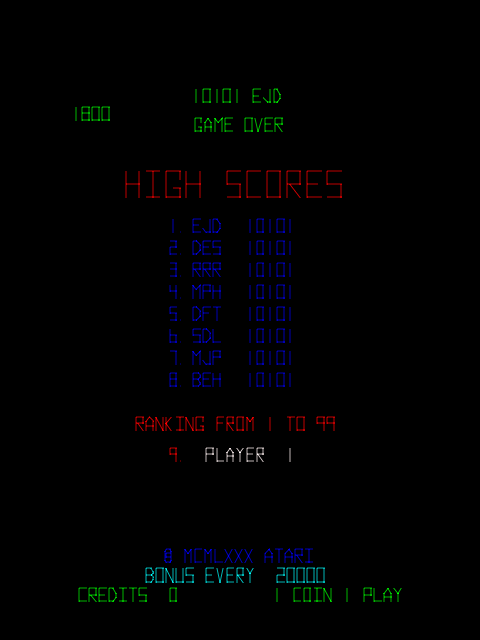 10101 EJD
1800
GAME OVER
HIGH SCORES
1. EJD 10101
2. DES 10101
3. RRR 10101
4. MPH 10101
5. DFT 10101
6. SDL 10101
7. MJP 10101
8. BEH 10101
RANKING FROM 1 TO 99
9. PLAYER 1
© MCMLXXX ATARI
BONUS EVERY 20000
CREDITS 0 1 COIN 1 PLAY